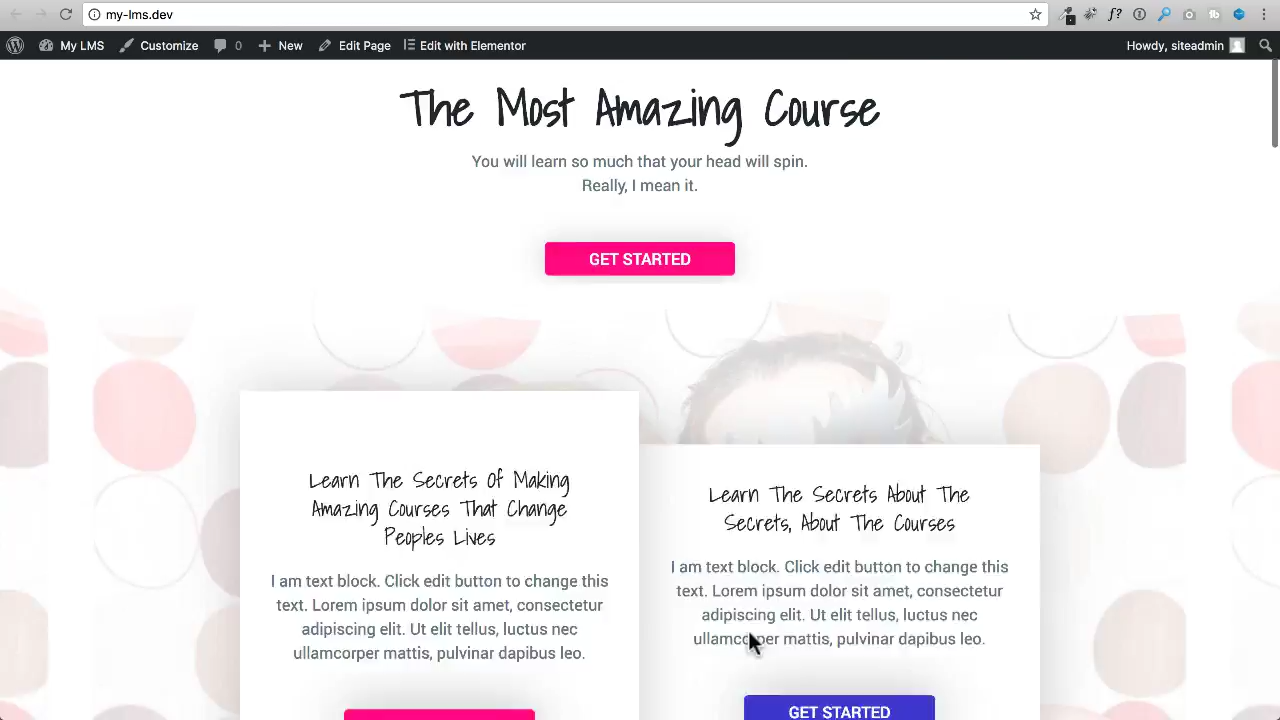 my-lms.dev
My LMS
Customize
0
New
Edit Page
Edit with Elementor
Howdy, siteadmin
The Most Amazing Course
You will learn so much that your head will spin.
Really, I mean it.
GET STARTED
Learn The Secrets Of Making
Amazing Courses That Change
Peoples Lives
I am text block. Click edit button to change this
text. Lorem ipsum dolor sit amet, consectetur
adipiscing elit. Ut elit tellus, luctus nec
ullamcorper mattis, pulvinar dapibus leo.
Learn The Secrets About The
Secrets, About The Courses
I am text block. Click edit button to change this
text. Lorem ipsum dolor sit amet, consectetur
adipiscing elit. Ut elit tellus, luctus nec
ullamcorper mattis, pulvinar dapibus leo.
GET STARTED